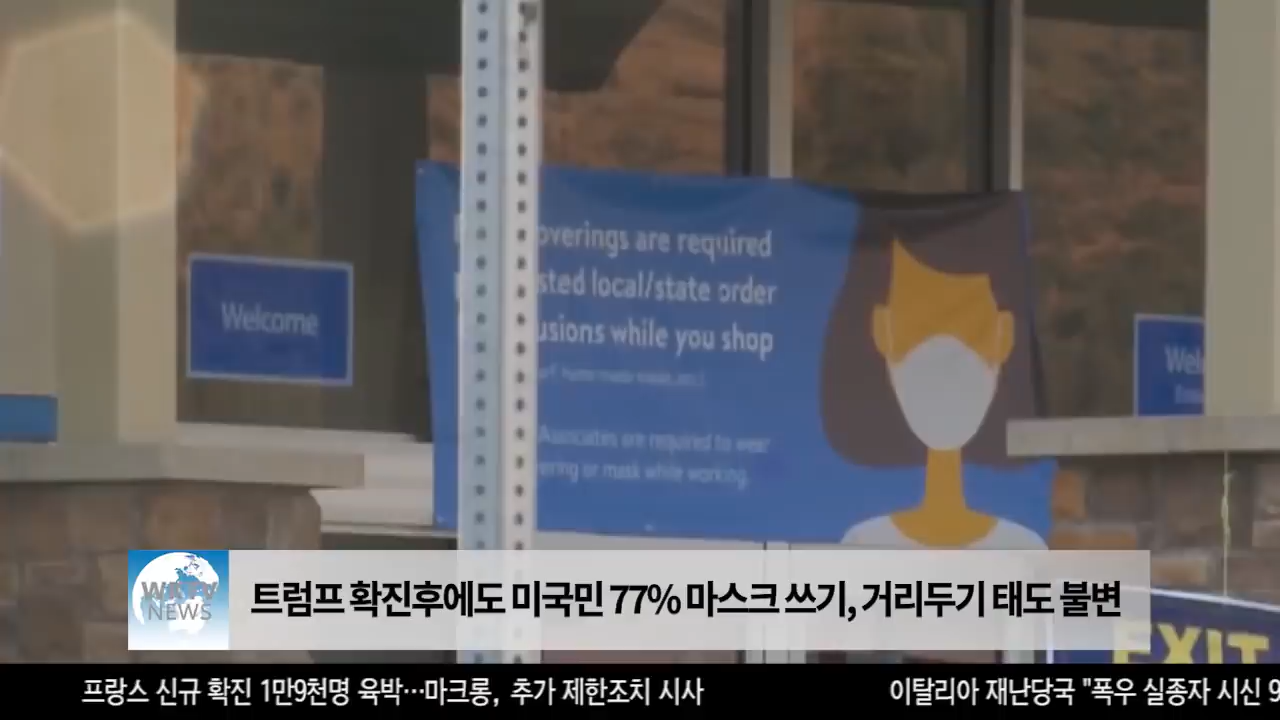 Welcome
overings are required
sted local/state order
usions while you shop
Associates are required to wear
ering or mask while working.
Wel
WKTV
NEWS
트럼프 확진후에도 미국민 77% 마스크 쓰기, 거리두기 태도 불변
EXIT
프랑스 신규 확진 1만9천명 육박…마크롱, 추가 제한조치 시사
이탈리아 재난당국 "폭우 실종자 시신 9